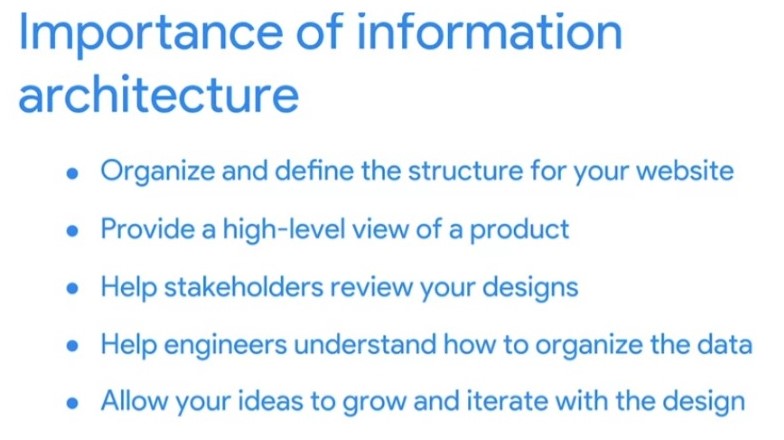 Importance of information
architecture
• Organize and define the structure for your website
• Provide a high-level view of a product
• Help stakeholders review your designs
• Help engineers understand how to organize the data
• Allow your ideas to grow and iterate with the design